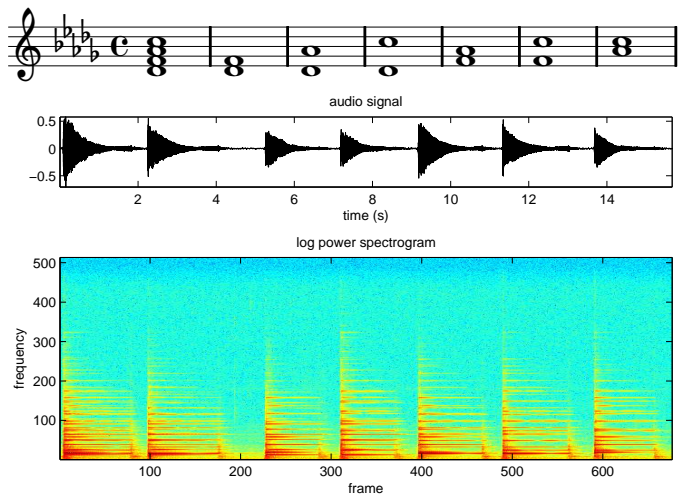 audio signal
0.5
0
−0.5
2 4 6 8 10 12 14
time (s)
log power spectrogram
500
400
300
200
100
frequency
100 200 300 400 500 600
frame